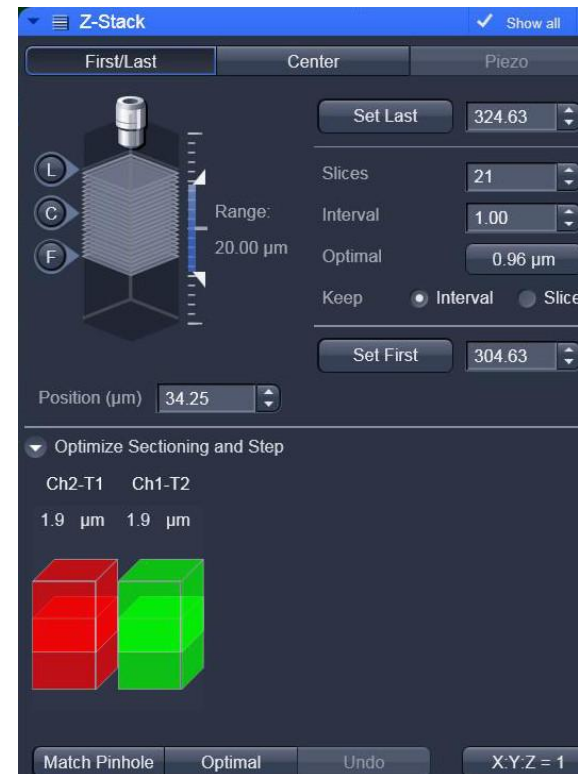 Z-Stack Show all
First/Last Center Piezo
Set Last 324.63
L
Slices 21
C Range: Interval 1.00
20.00 µm
F Optimal 0.96 µm
Keep Interval Slice
Set First 304.63
Position (µm) 34.25
Optimize Sectioning and Step
Ch2-T1 Ch1-T2
1.9 µm 1.9 µm
Match Pinhole Optimal Undo X:Y:Z = 1